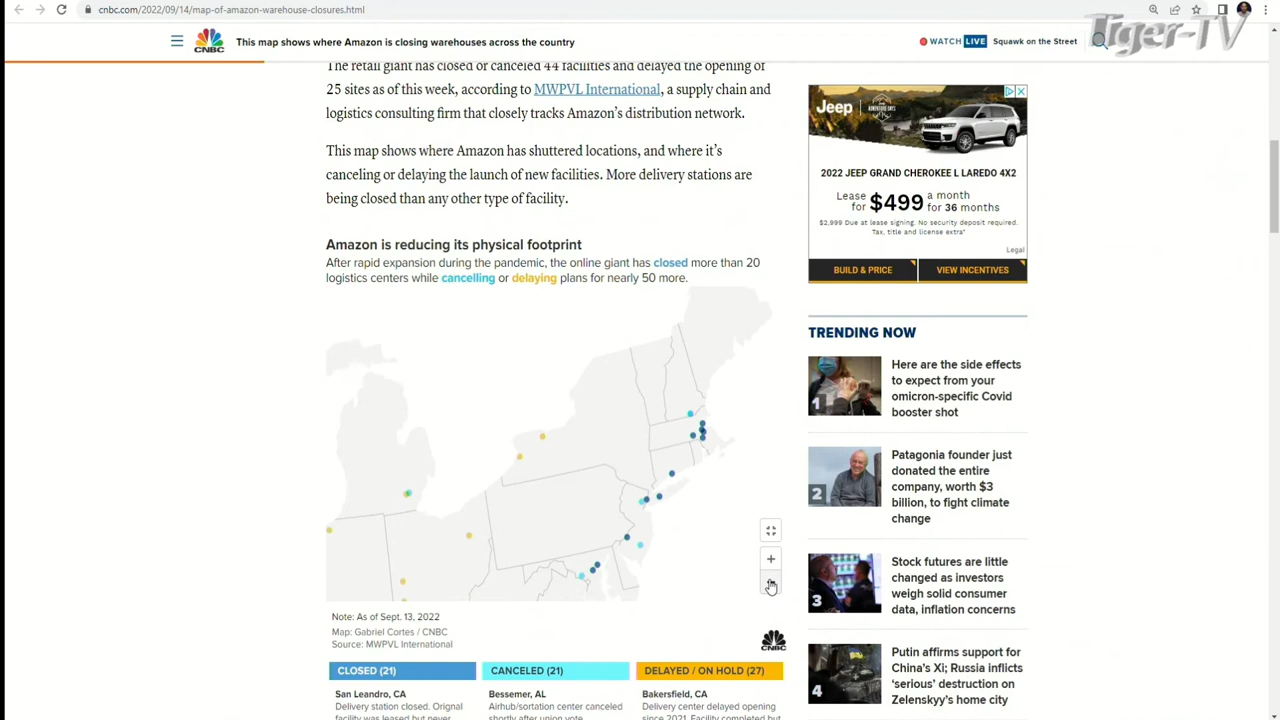 cnbc.com/2022/09/14/map-of-amazon-warehouse-closures.html
Tiger-TV
CNBC
This map shows where Amazon is closing warehouses across the country
WATCH LIVE Squawk on the Street
The retail giant has closed or canceled 44 facilities and delayed the opening of
25 sites as of this week, according to MWPVL International, a supply chain and
logistics consulting firm that closely tracks Amazon's distribution network.
This map shows where Amazon has shuttered locations, and where it's
canceling or delaying the launch of new facilities. More delivery stations are
being closed than any other type of facility.
Amazon is reducing its physical footprint
After rapid expansion during the pandemic, the online giant has closed more than 20
logistics centers while cancelling or delaying plans for nearly 50 more.
Note: As of Sept. 13, 2022
Map: Gabriel Cortes / CNBC
Source: MWPVL International
CNBC
CLOSED (21)
San Leandro, CA
Delivery station closed. Orignal
facility was leased but never
CANCELED (21)
Bessemer, AL
Airhub/sortation center canceled
shortly after union vote.
DELAYED / ON HOLD (27)
Bakersfield, CA
Delivery center delayed opening
since 2021. Facility completed but
Jeep
ADVENTURE DAYS
2022 JEEP GRAND CHEROKEE L LAREDO 4X2
Lease for $499 a month for 36 months
$2,999 Due at lease signing. No security deposit required.
Tax, title and license extra*
Legal
BUILD & PRICE
VIEW INCENTIVES
TRENDING NOW
1
Here are the side effects
to expect from your
omicron-specific Covid
booster shot
2
Patagonia founder just
donated the entire
company, worth $3
billion, to fight climate
change
3
Stock futures are little
changed as investors
weigh solid consumer
data, inflation concerns
4
Putin affirms support for
China's Xi; Russia inflicts
'serious' destruction on
Zelenskyy's home city